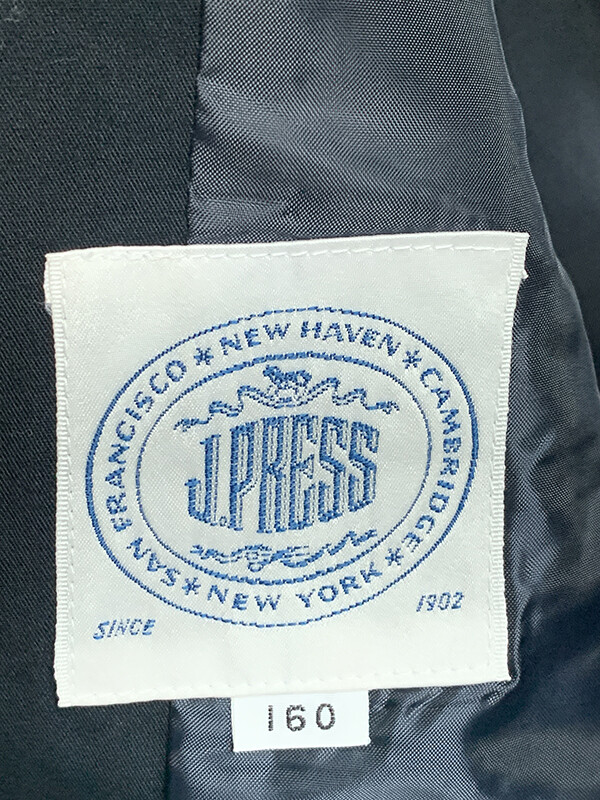 SAN FRANCISCO * NEW HAVEN * CAMBRIDGE * NEW YORK *
J.PRESS
SINCE 1902
160